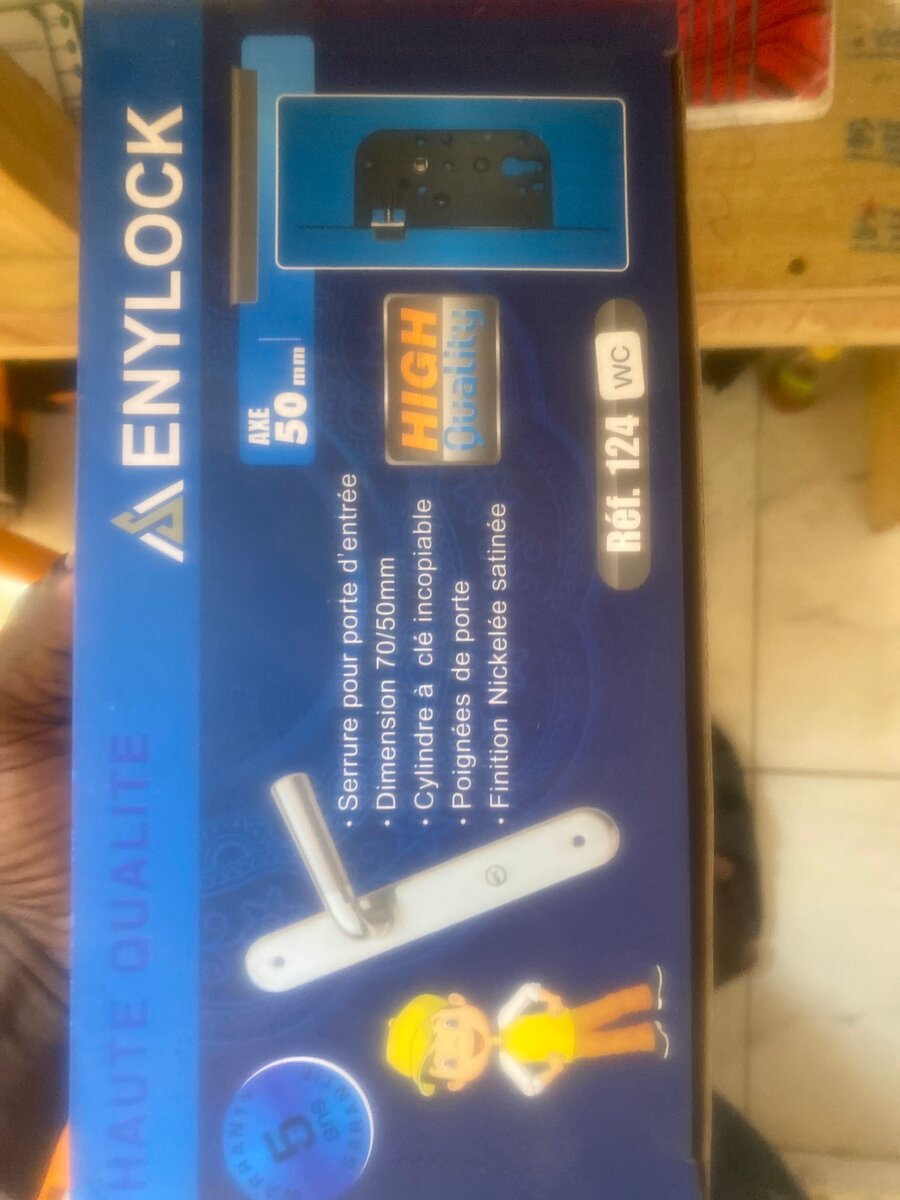 HAUTE QUALITE
ENYLOCK
AXE
50 mm
• Serrure pour porte d'entrée
• Dimension 70/50mm
• Cylindre à clé incopiable
• Poignées de porte
• Finition Nickelée satinée
HIGH
Quality
Réf. 124 WC
5
ans